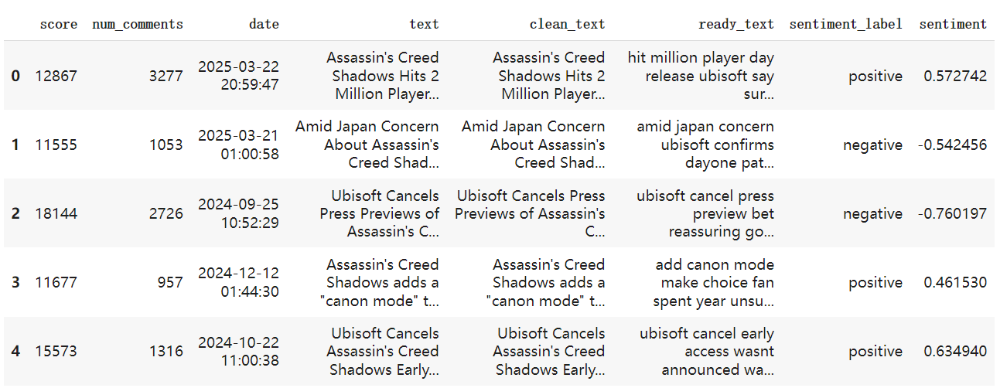 score num_comments date text clean_text ready_text sentiment_label sentiment
0 12867 3277 2025-03-22 20:59:47 Assassin's Creed Shadows Hits 2 Million Player... Assassin's Creed Shadows Hits 2 Million Player... hit million player day release ubisoft say sur... positive 0.572742
1 11555 1053 2025-03-21 01:00:58 Amid Japan Concern About Assassin's Creed Shad... Amid Japan Concern About Assassin's Creed Shad... amid japan concern ubisoft confirms dayone pat... negative -0.542456
2 18144 2726 2024-09-25 10:52:29 Ubisoft Cancels Press Previews of Assassin's C... Ubisoft Cancels Press Previews of Assassin's C... ubisoft cancel press preview bet reassuring go... negative -0.760197
3 11677 957 2024-12-12 01:44:30 Assassin's Creed Shadows adds a "canon mode" t... Assassin's Creed Shadows adds a "canon mode" t... add canon mode make choice fan spent year unsu... positive 0.461530
4 15573 1316 2024-10-22 11:00:38 Ubisoft Cancels Assassin's Creed Shadows Early... Ubisoft Cancels Assassin's Creed Shadows Early... ubisoft cancel early access wasnt announced wa... positive 0.634940